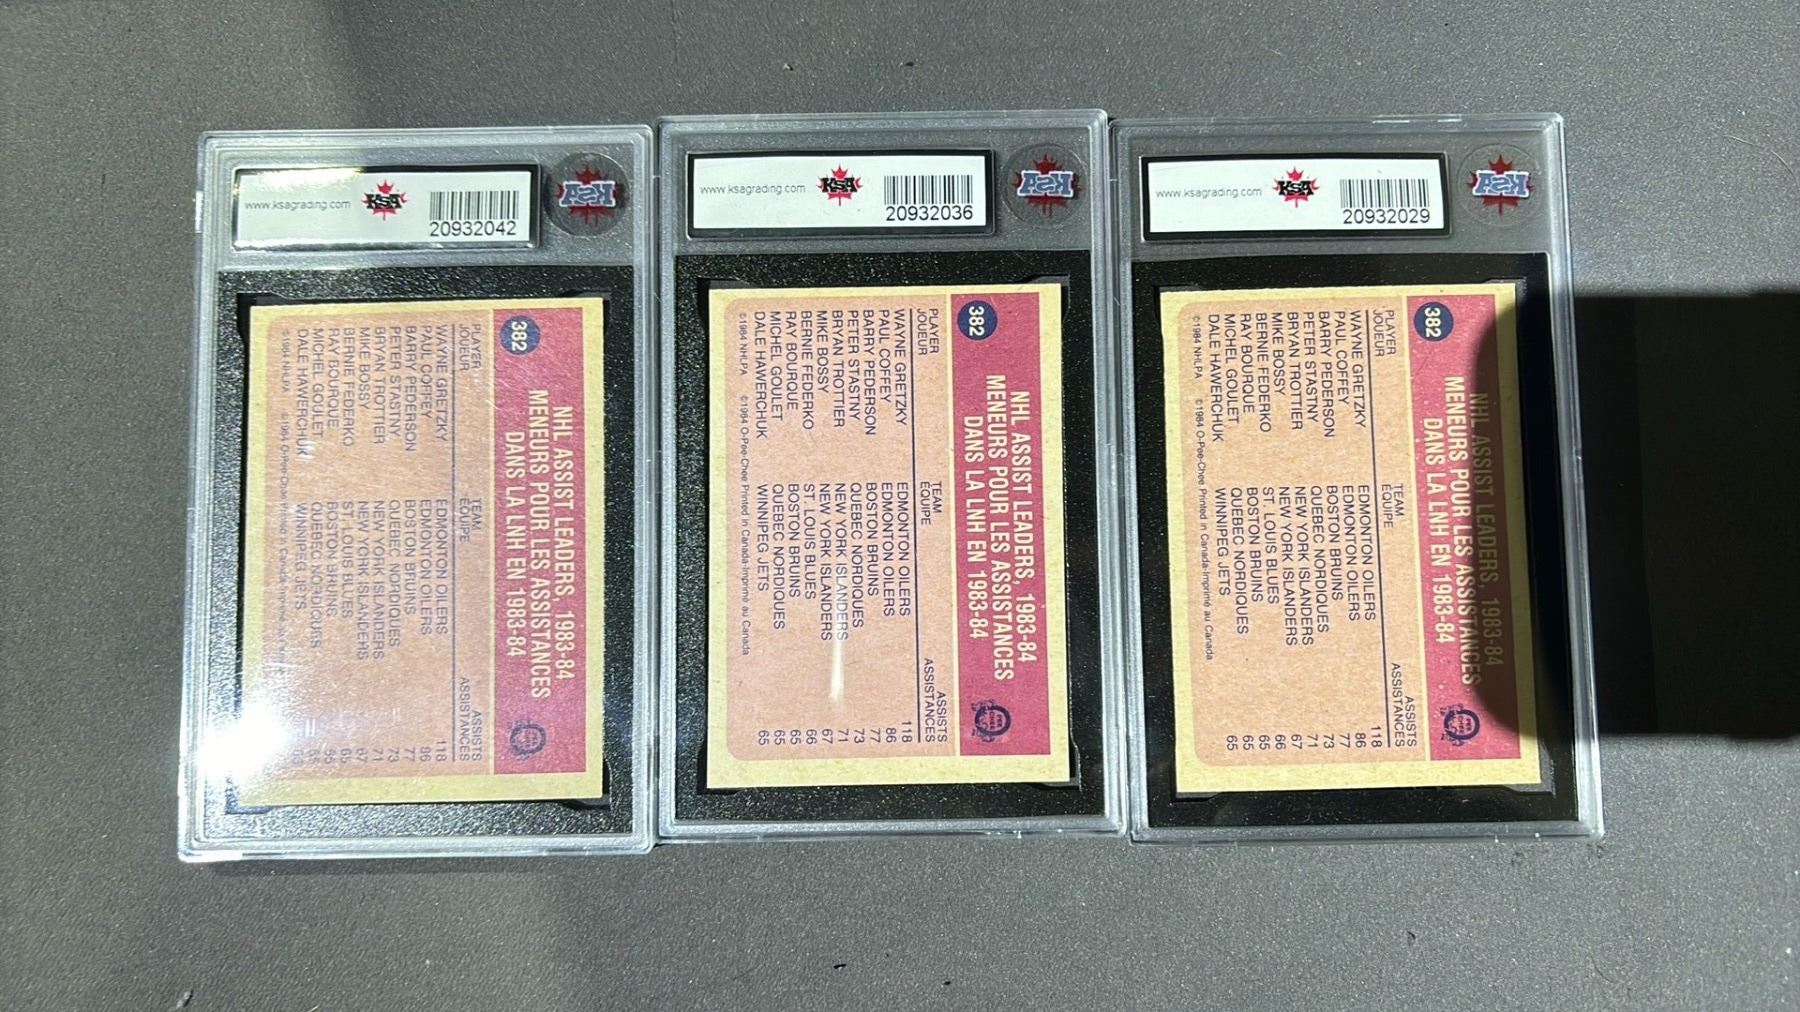 www.ksagrading.com KSA
20932042
KSA
382
NHL ASSIST LEADERS, 1983-84
MENEURS POUR LES ASSISTANCES
DANS LA LNH EN 1983-84
PLAYER TEAM ASSISTS
JOUEUR ÉQUIPE ASSISTANCES
WAYNE GRETZKY EDMONTON OILERS 118
PAUL COFFEY EDMONTON OILERS 86
BARRY PEDERSON BOSTON BRUINS 77
PETER STASTNY QUEBEC NORDIQUES 73
BRYAN TROTTIER NEW YORK ISLANDERS 71
MIKE BOSSY NEW YORK ISLANDERS 67
BERNIE FEDERKO ST. LOUIS BLUES 66
RAY BOURQUE BOSTON BRUINS 65
MICHEL GOULET QUEBEC NORDIQUES 65
DALE HAWERCHUK WINNIPEG JETS
©1984 NHLPA ©1984 O-Pee-Chee Printed in Canada
www.ksagrading.com KSA
20932036
KSA
382
NHL ASSIST LEADERS, 1983-84
MENEURS POUR LES ASSISTANCES
DANS LA LNH EN 1983-84
O-PEE-CHEE
PLAYER TEAM ASSISTS
JOUEUR ÉQUIPE ASSISTANCES
WAYNE GRETZKY EDMONTON OILERS 118
PAUL COFFEY EDMONTON OILERS 86
BARRY PEDERSON BOSTON BRUINS 77
PETER STASTNY QUEBEC NORDIQUES 73
BRYAN TROTTIER NEW YORK ISLANDERS 71
MIKE BOSSY NEW YORK ISLANDERS 67
BERNIE FEDERKO ST. LOUIS BLUES 66
RAY BOURQUE BOSTON BRUINS 65
MICHEL GOULET QUEBEC NORDIQUES 65
DALE HAWERCHUK WINNIPEG JETS 65
©1984 NHLPA ©1984 O-Pee-Chee Printed in Canada-Imprimé au Canada
www.ksagrading.com KSA
20932029
KSA
382
NHL ASSIST LEADERS, 1983-84
MENEURS POUR LES ASSISTANCES
DANS LA LNH EN 1983-84
O-PEE-CHEE
PLAYER TEAM ASSISTS
JOUEUR ÉQUIPE ASSISTANCES
WAYNE GRETZKY EDMONTON OILERS 118
PAUL COFFEY EDMONTON OILERS 86
BARRY PEDERSON BOSTON BRUINS 77
PETER STASTNY QUEBEC NORDIQUES 73
BRYAN TROTTIER NEW YORK ISLANDERS 71
MIKE BOSSY NEW YORK ISLANDERS 67
BERNIE FEDERKO ST. LOUIS BLUES 66
RAY BOURQUE BOSTON BRUINS 65
MICHEL GOULET QUEBEC NORDIQUES 65
DALE HAWERCHUK WINNIPEG JETS 65
©1984 NHLPA ©1984 O-Pee-Chee Printed in Canada-Imprimé au Canada